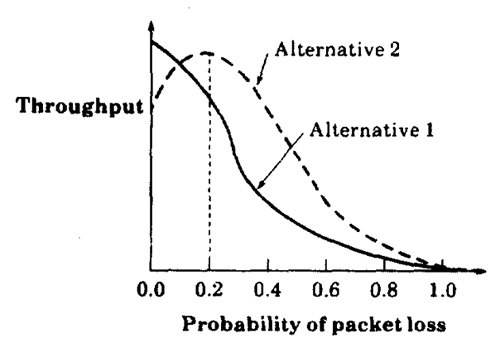 Alternative 2
Throughput
Alternative 1
0.0 0.2 0.4 0.6 0.8 1.0
Probability of packet loss